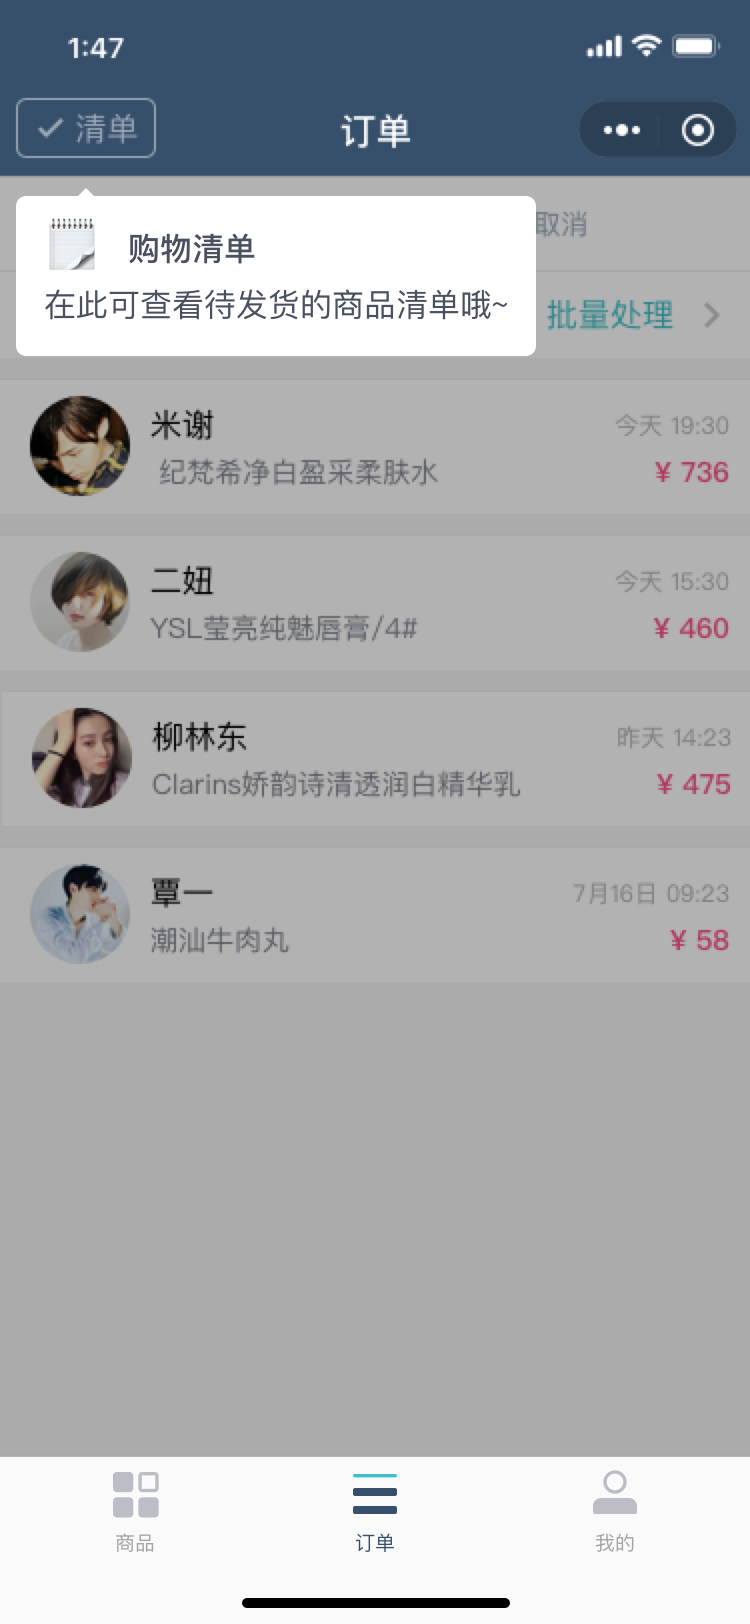 1:47
清单
订单
取消
购物清单
在此可查看待发货的商品清单哦~
批量处理
米谢
今天 19:30
纪梵希净白盈采柔肤水
¥ 736
二妞
今天 15:30
YSL莹亮纯魅唇膏/4#
¥ 460
柳林东
昨天 14:23
Clarins娇韵诗清透润白精华乳
¥ 475
覃一
7月16日 09:23
潮汕牛肉丸
¥ 58
商品
订单
我的